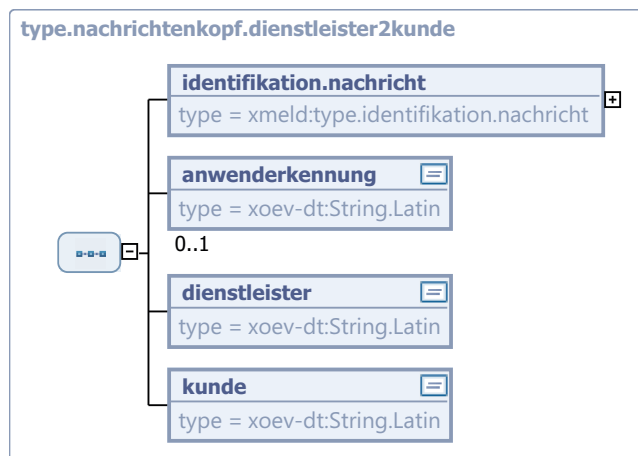 type.nachrichtenkopf.dienstleister2kunde
identifikation.nachricht
type = xmeld:type.identifikation.nachricht
anwenderkennung
type = xoev-dt:String.Latin
0..1
dienstleister
type = xoev-dt:String.Latin
kunde
type = xoev-dt:String.Latin